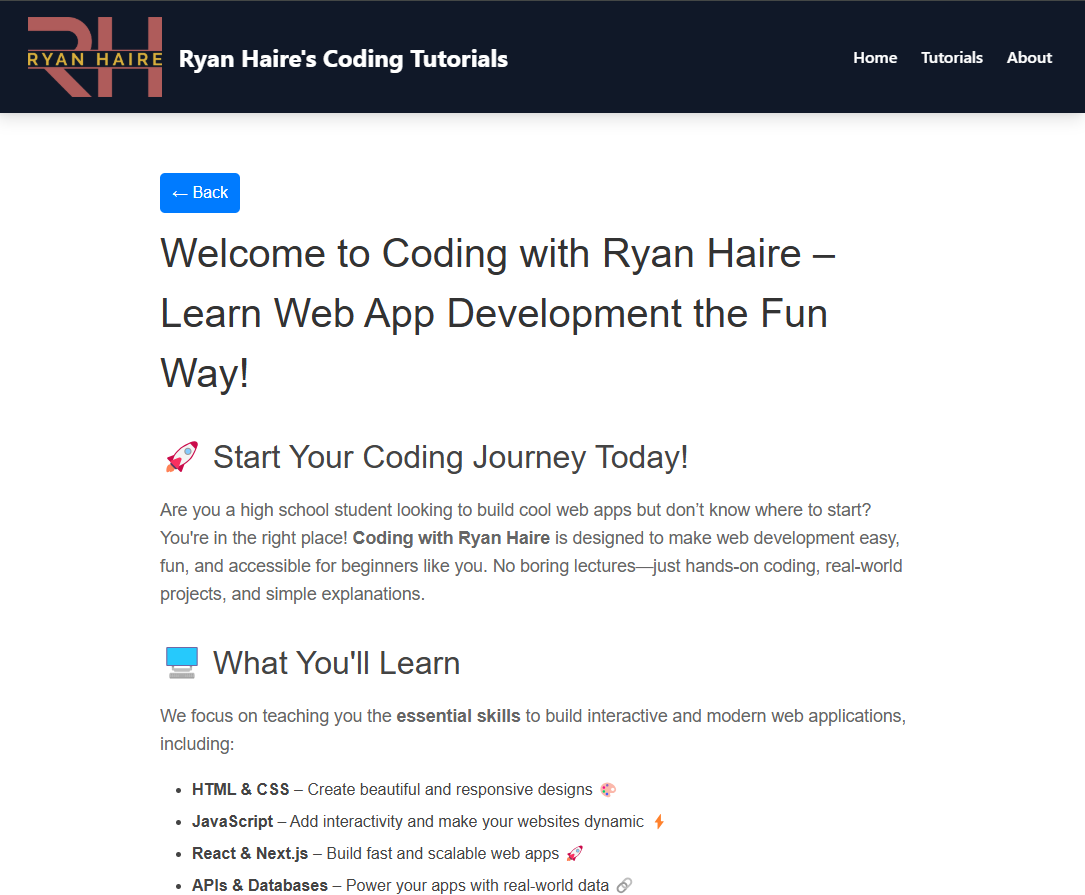 RH
RYAN HAIRE
Ryan Haire's Coding Tutorials
Home
Tutorials
About
← Back
Welcome to Coding with Ryan Haire –
Learn Web App Development the Fun
Way!
🚀 Start Your Coding Journey Today!
Are you a high school student looking to build cool web apps but don’t know where to start?
You're in the right place! Coding with Ryan Haire is designed to make web development easy,
fun, and accessible for beginners like you. No boring lectures—just hands-on coding, real-world
projects, and simple explanations.
🖥️ What You'll Learn
We focus on teaching you the essential skills to build interactive and modern web applications,
including:
• HTML & CSS – Create beautiful and responsive designs 🎨
• JavaScript – Add interactivity and make your websites dynamic ⚡
• React & Next.js – Build fast and scalable web apps 🚀
• APIs & Databases – Power your apps with real-world data 🔗